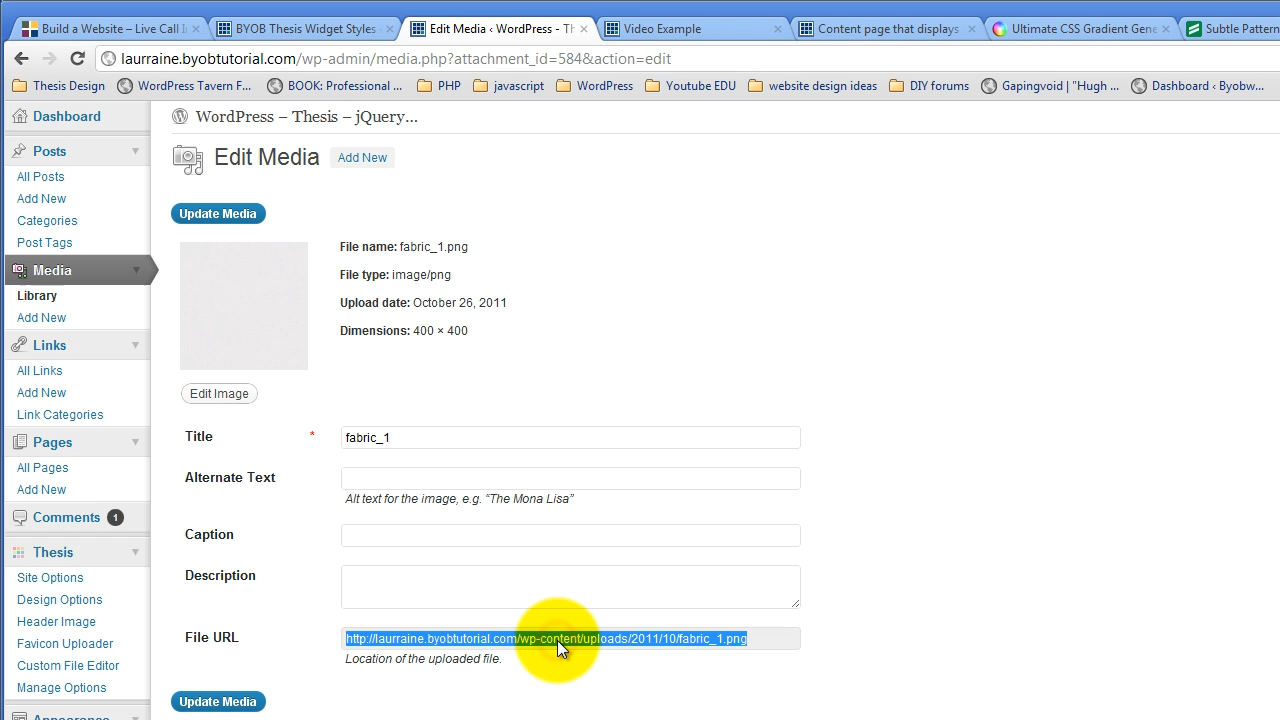 Build a Website – Live Call I
BYOB Thesis Widget Styles
Edit Media ‹ WordPress - Th
Video Example
Content page that displays
Ultimate CSS Gradient Gene
Subtle Pattern
laurraine.byobtutorial.com/wp-admin/media.php?attachment_id=584&action=edit
Thesis Design
WordPress Tavern F...
BOOK: Professional ...
PHP
javascript
WordPress
Youtube EDU
website design ideas
DIY forums
Gapingvoid | "Hugh ...
Dashboard ‹ Byobw...
Dashboard
Posts
All Posts
Add New
Categories
Post Tags
Media
Library
Add New
Links
All Links
Add New
Link Categories
Pages
All Pages
Add New
Comments 1
Thesis
Site Options
Design Options
Header Image
Favicon Uploader
Custom File Editor
Manage Options
Appearance
WordPress – Thesis – jQuery...
Edit Media Add New
Update Media
File name: fabric_1.png
File type: image/png
Upload date: October 26, 2011
Dimensions: 400 × 400
Edit Image
Title * fabric_1
Alternate Text
Alt text for the image, e.g. “The Mona Lisa”
Caption
Description
File URL http://laurraine.byobtutorial.com/wp-content/uploads/2011/10/fabric_1.png
Location of the uploaded file.
Update Media